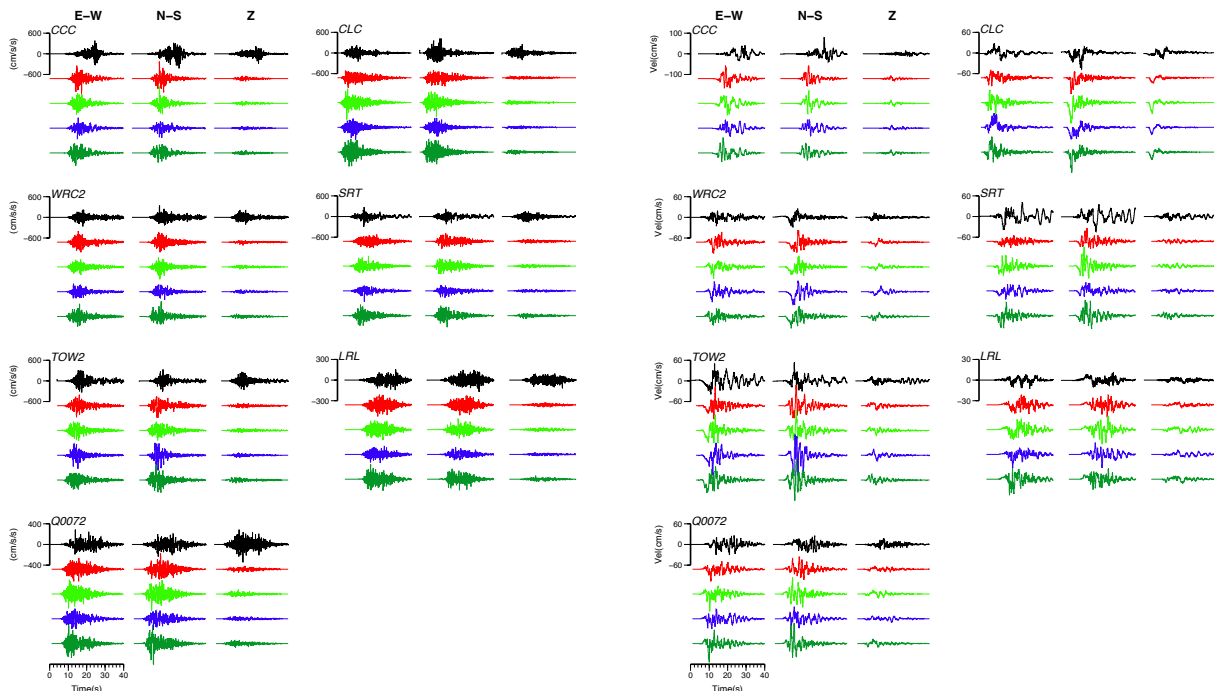 E−W N−S Z
CCC
CLC
600
−600
(cm/s/s)
60
0
−600
WRC2
SRT
600
0
−600
(cm/s/s)
600
0
−600
TOW2
LRL
600
0
−600
(cm/s/s)
300
0
−300
Q0072
400
0
−400
(cm/s/s)
0 10 20 30 40
Time(s)
E−W N−S Z
CCC
CLC
100
−100
Vel(cm/s)
60
0
−60
WRC2
SRT
60
0
−60
Vel(cm/s)
60
0
−60
TOW2
LRL
60
0
−60
Vel(cm/s)
30
0
−30
Q0072
60
0
−60
Vel(cm/s)
0 10 20 30 40
Time(s)